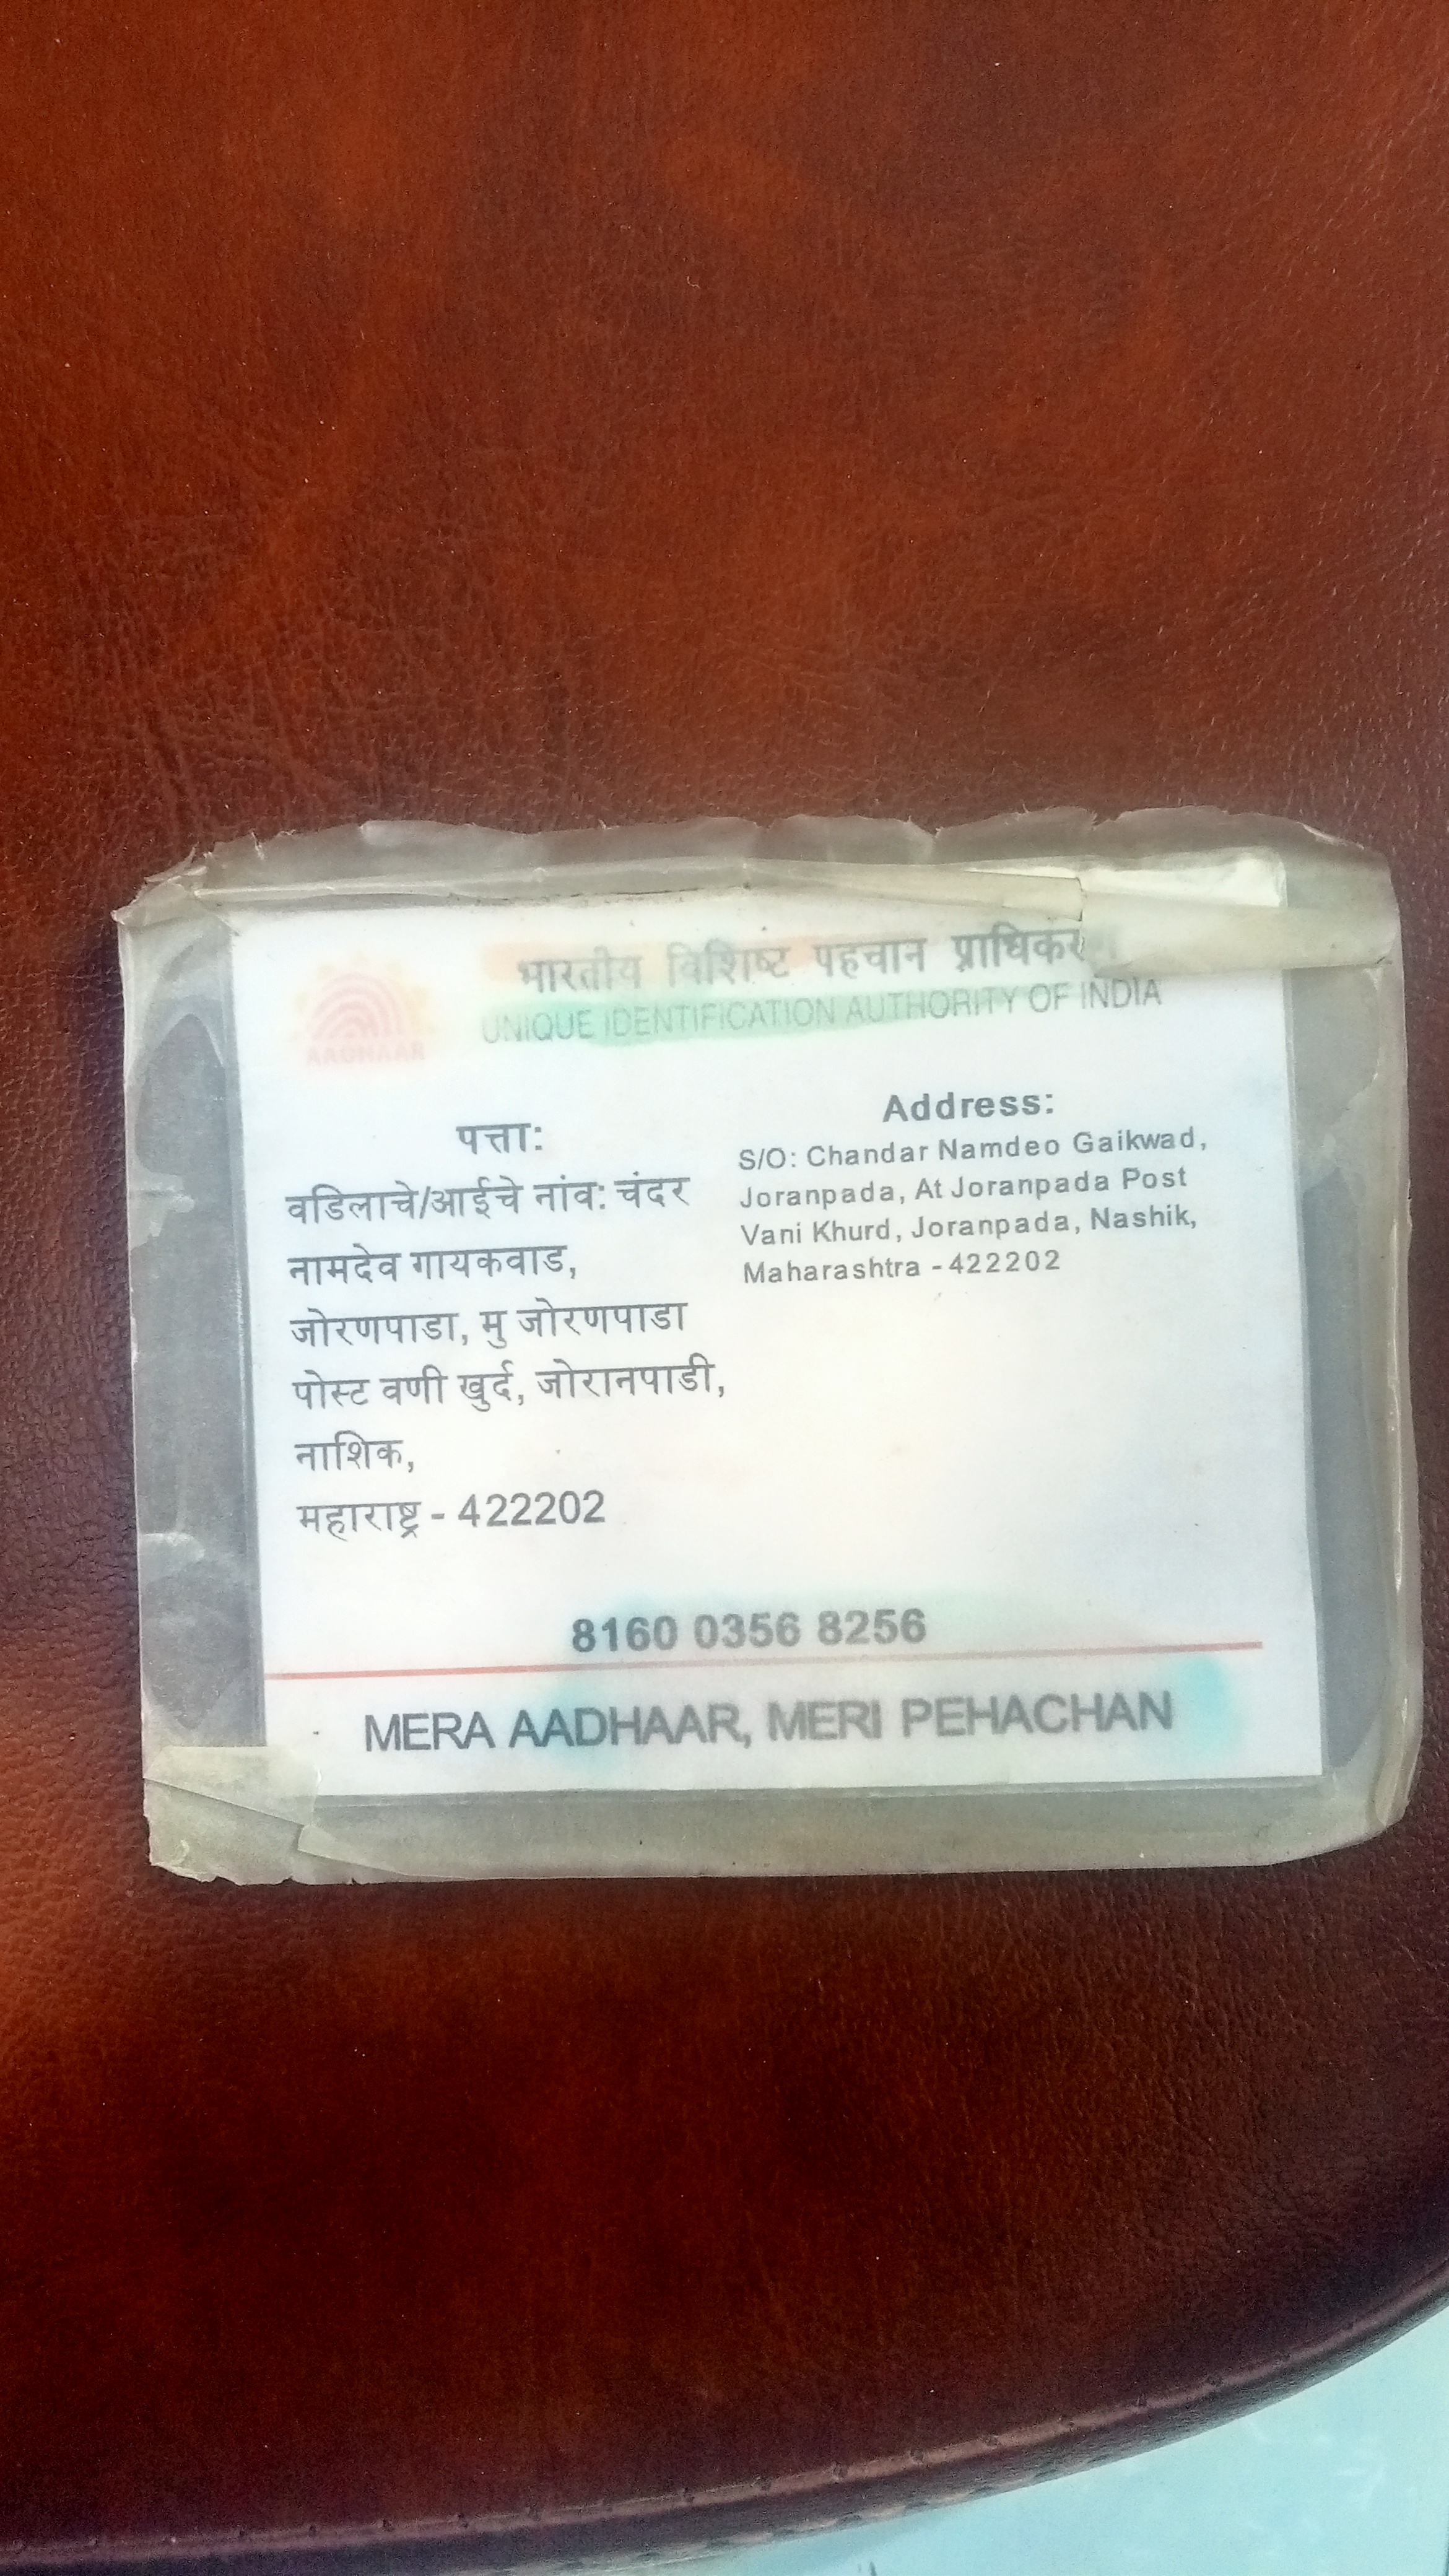 भारतीय विशिष्ट पहचान प्राधिकरण
UNIQUE IDENTIFICATION AUTHORITY OF INDIA
AADHAAR
पत्ता:
वडिलाचे/आईचे नांव: चंदर
नामदेव गायकवाड,
जोरणपाडा, मु जोरणपाडा
पोस्ट वणी खुर्द, जोरानपाडी,
नाशिक,
महाराष्ट्र - 422202
Address:
S/O: Chandar Namdeo Gaikwad,
Joranpada, At Joranpada Post
Vani Khurd, Joranpada, Nashik,
Maharashtra - 422202
8160 0356 8256
MERA AADHAAR, MERI PEHACHAN